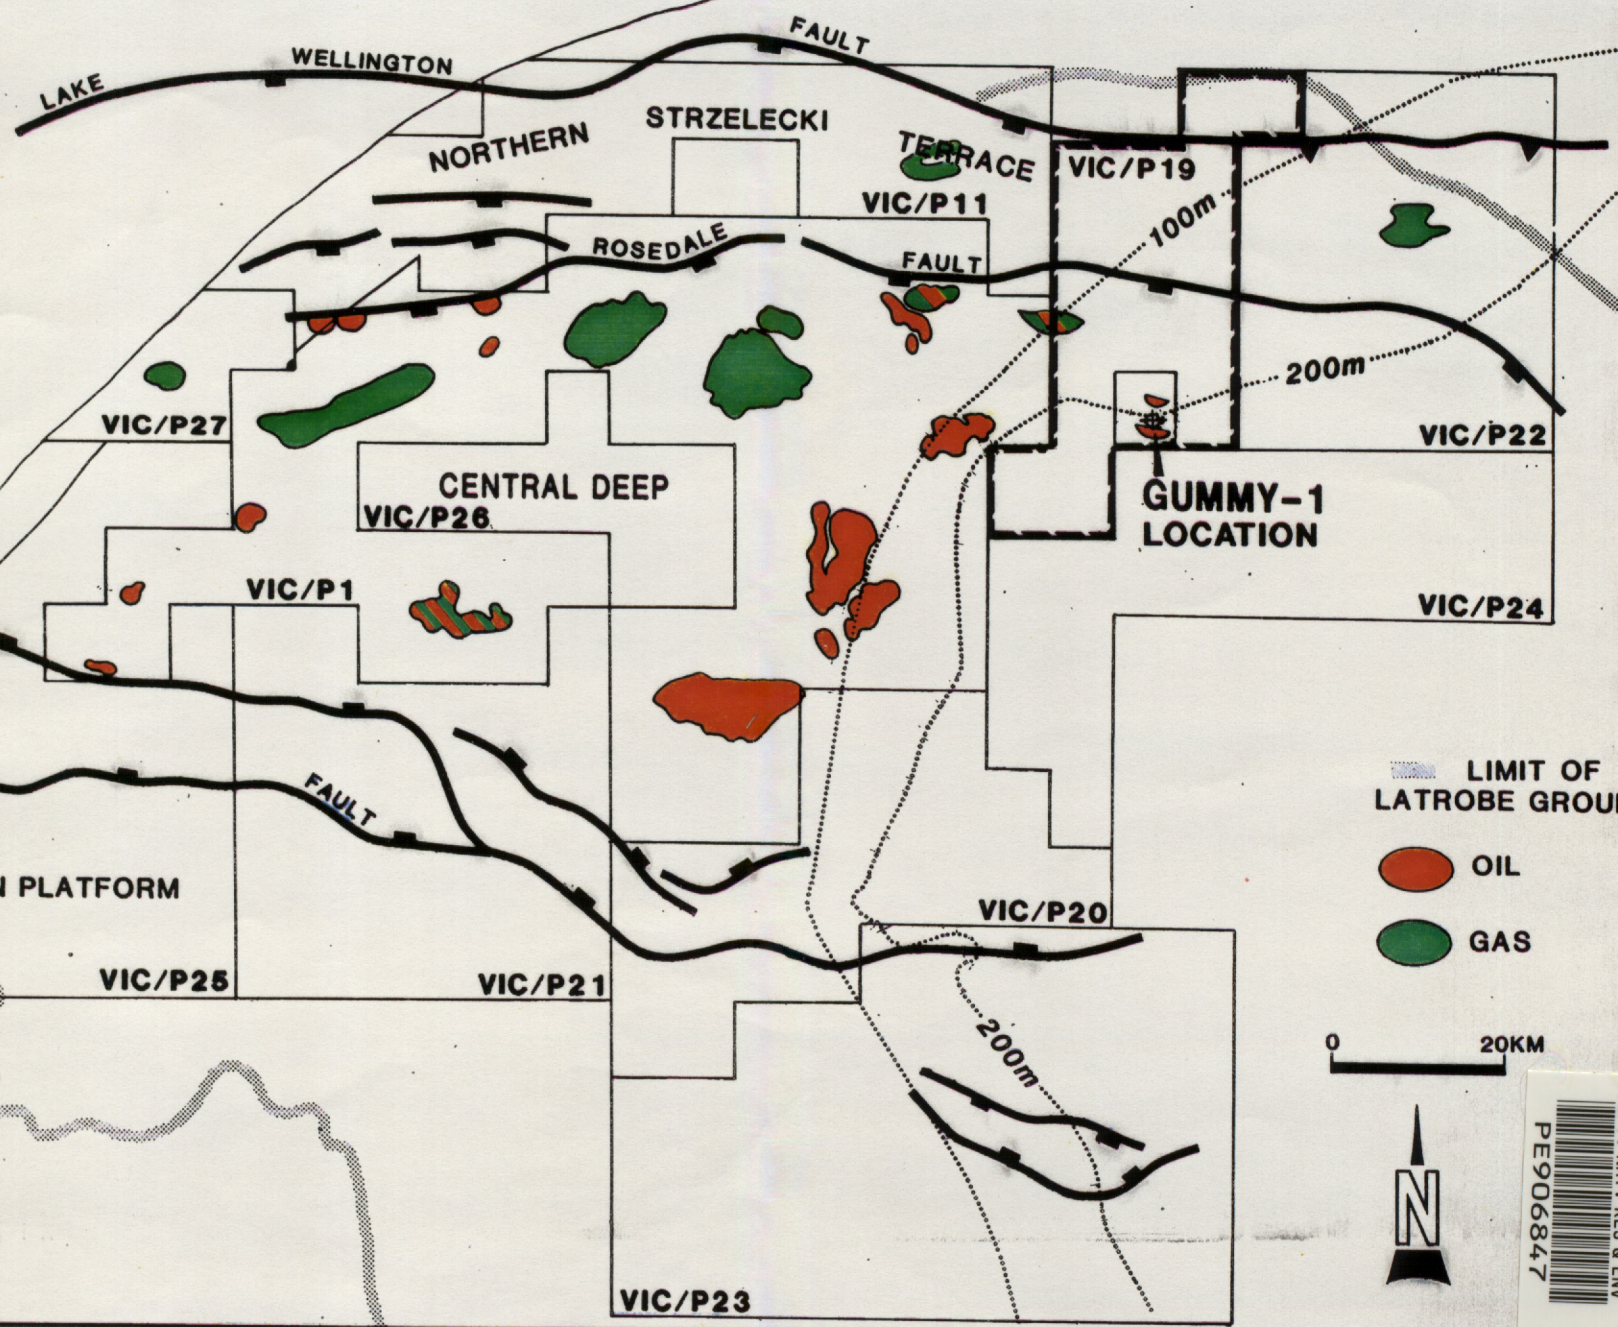 LAKE
WELLINGTON
FAULT
NORTHERN
STRZELECKI
TERRACE
VIC/P19
VIC/P11
100m
ROSEDALE
FAULT
200m
VIC/P27
VIC/P22
CENTRAL DEEP
VIC/P26
GUMMY-1
LOCATION
VIC/P1
VIC/P24
LIMIT OF
LATROBE GROU
FAULT
OIL
N PLATFORM
VIC/P20
GAS
VIC/P25
VIC/P21
200m
0 20KM
N
PE906847
VIC/P23